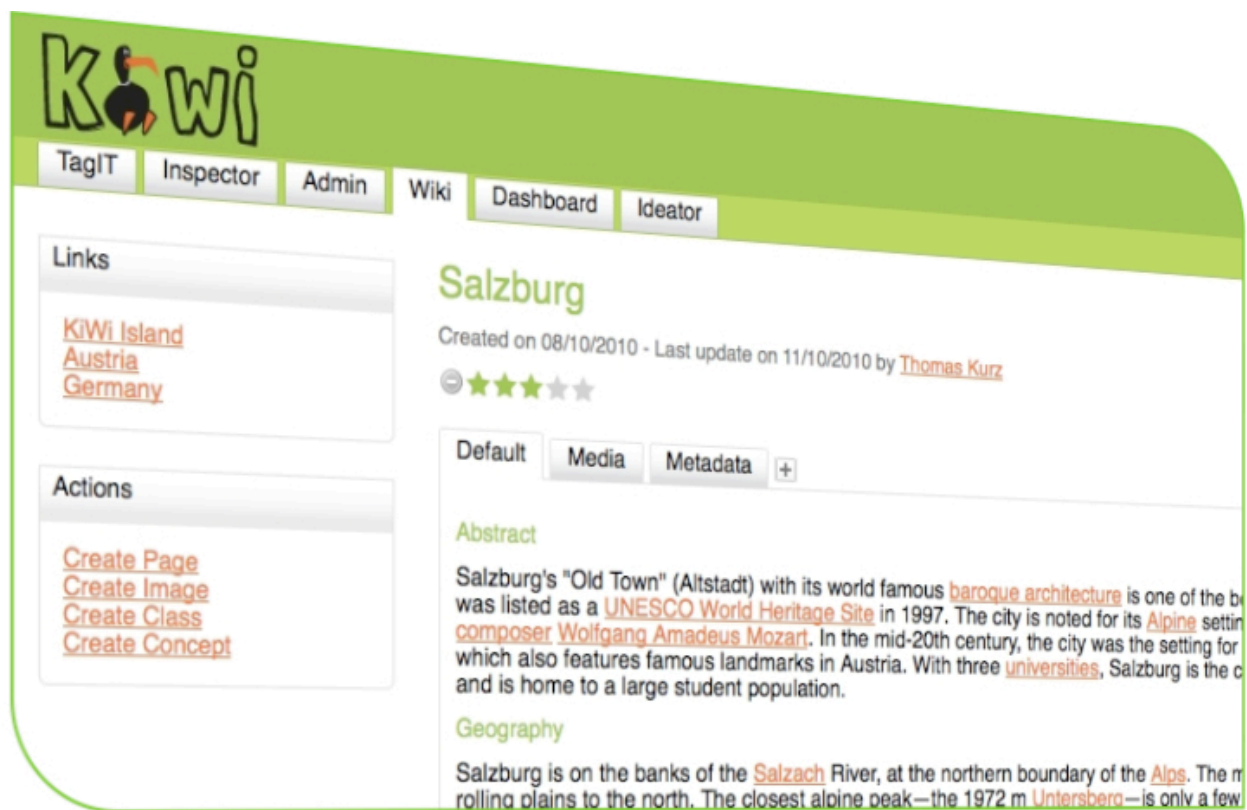 KiWi
TagIT Inspector Admin Wiki Dashboard Ideator
Links
KiWi Island
Austria
Germany
Actions
Create Page
Create Image
Create Class
Create Concept
Salzburg
Created on 08/10/2010 - Last update on 11/10/2010 by Thomas Kurz
Default Media Metadata +
Abstract
Salzburg's "Old Town" (Altstadt) with its world famous baroque architecture is one of the
was listed as a UNESCO World Heritage Site in 1997. The city is noted for its Alpine
composer Wolfgang Amadeus Mozart. In the mid-20th century, the city was the setting for
which also features famous landmarks in Austria. With three universities, Salzburg is the
and is home to a large student population.
Geography
Salzburg is on the banks of the Salzach River, at the northern boundary of the Alps. The
rolling plains to the north. The closest alpine peak—the 1972 m Untersberg—is only a few